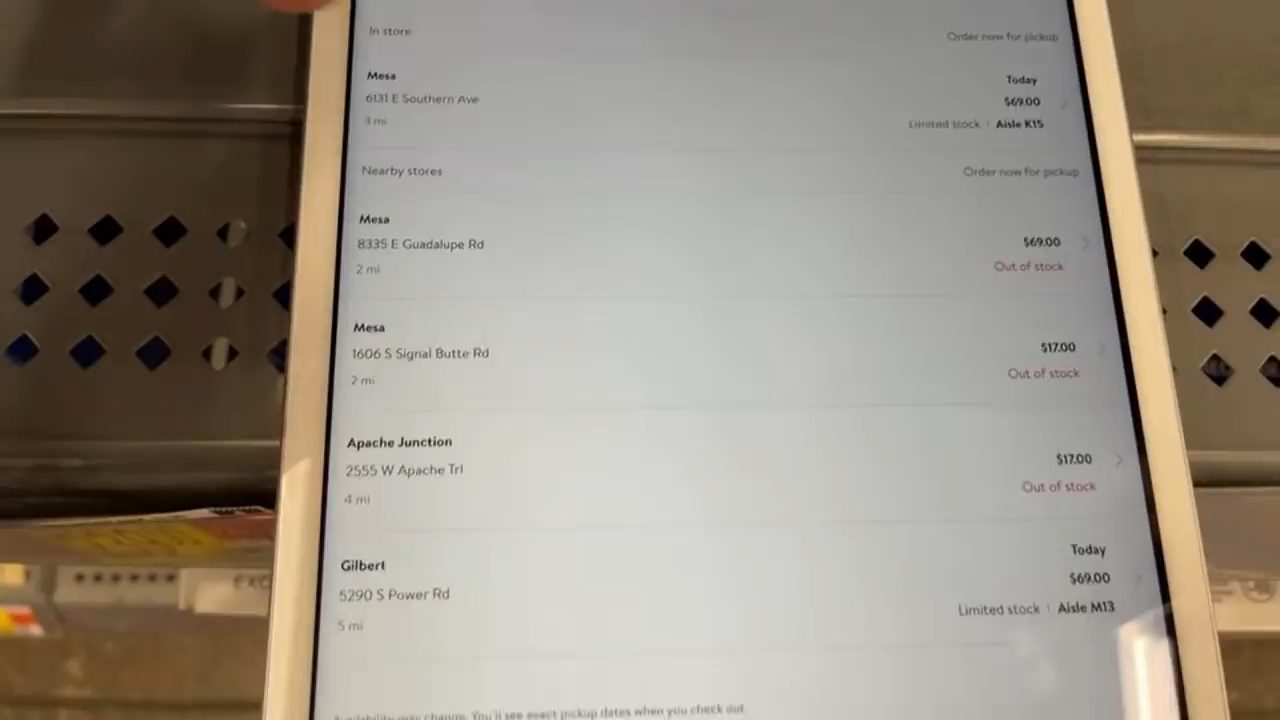 In store
Order now for pickup
Mesa
Today
6131 E Southern Ave
$69.00
3 mi
Limited stock | Aisle K15
Nearby stores
Order now for pickup
Mesa
8335 E Guadalupe Rd
$69.00
2 mi
Out of stock
Mesa
1606 S Signal Butte Rd
$17.00
2 mi
Out of stock
Apache Junction
2555 W Apache Trl
$17.00
4 mi
Out of stock
Gilbert
Today
5290 S Power Rd
$69.00
5 mi
Limited stock | Aisle M13
Availability may change. You'll see exact pickup dates when you check out.